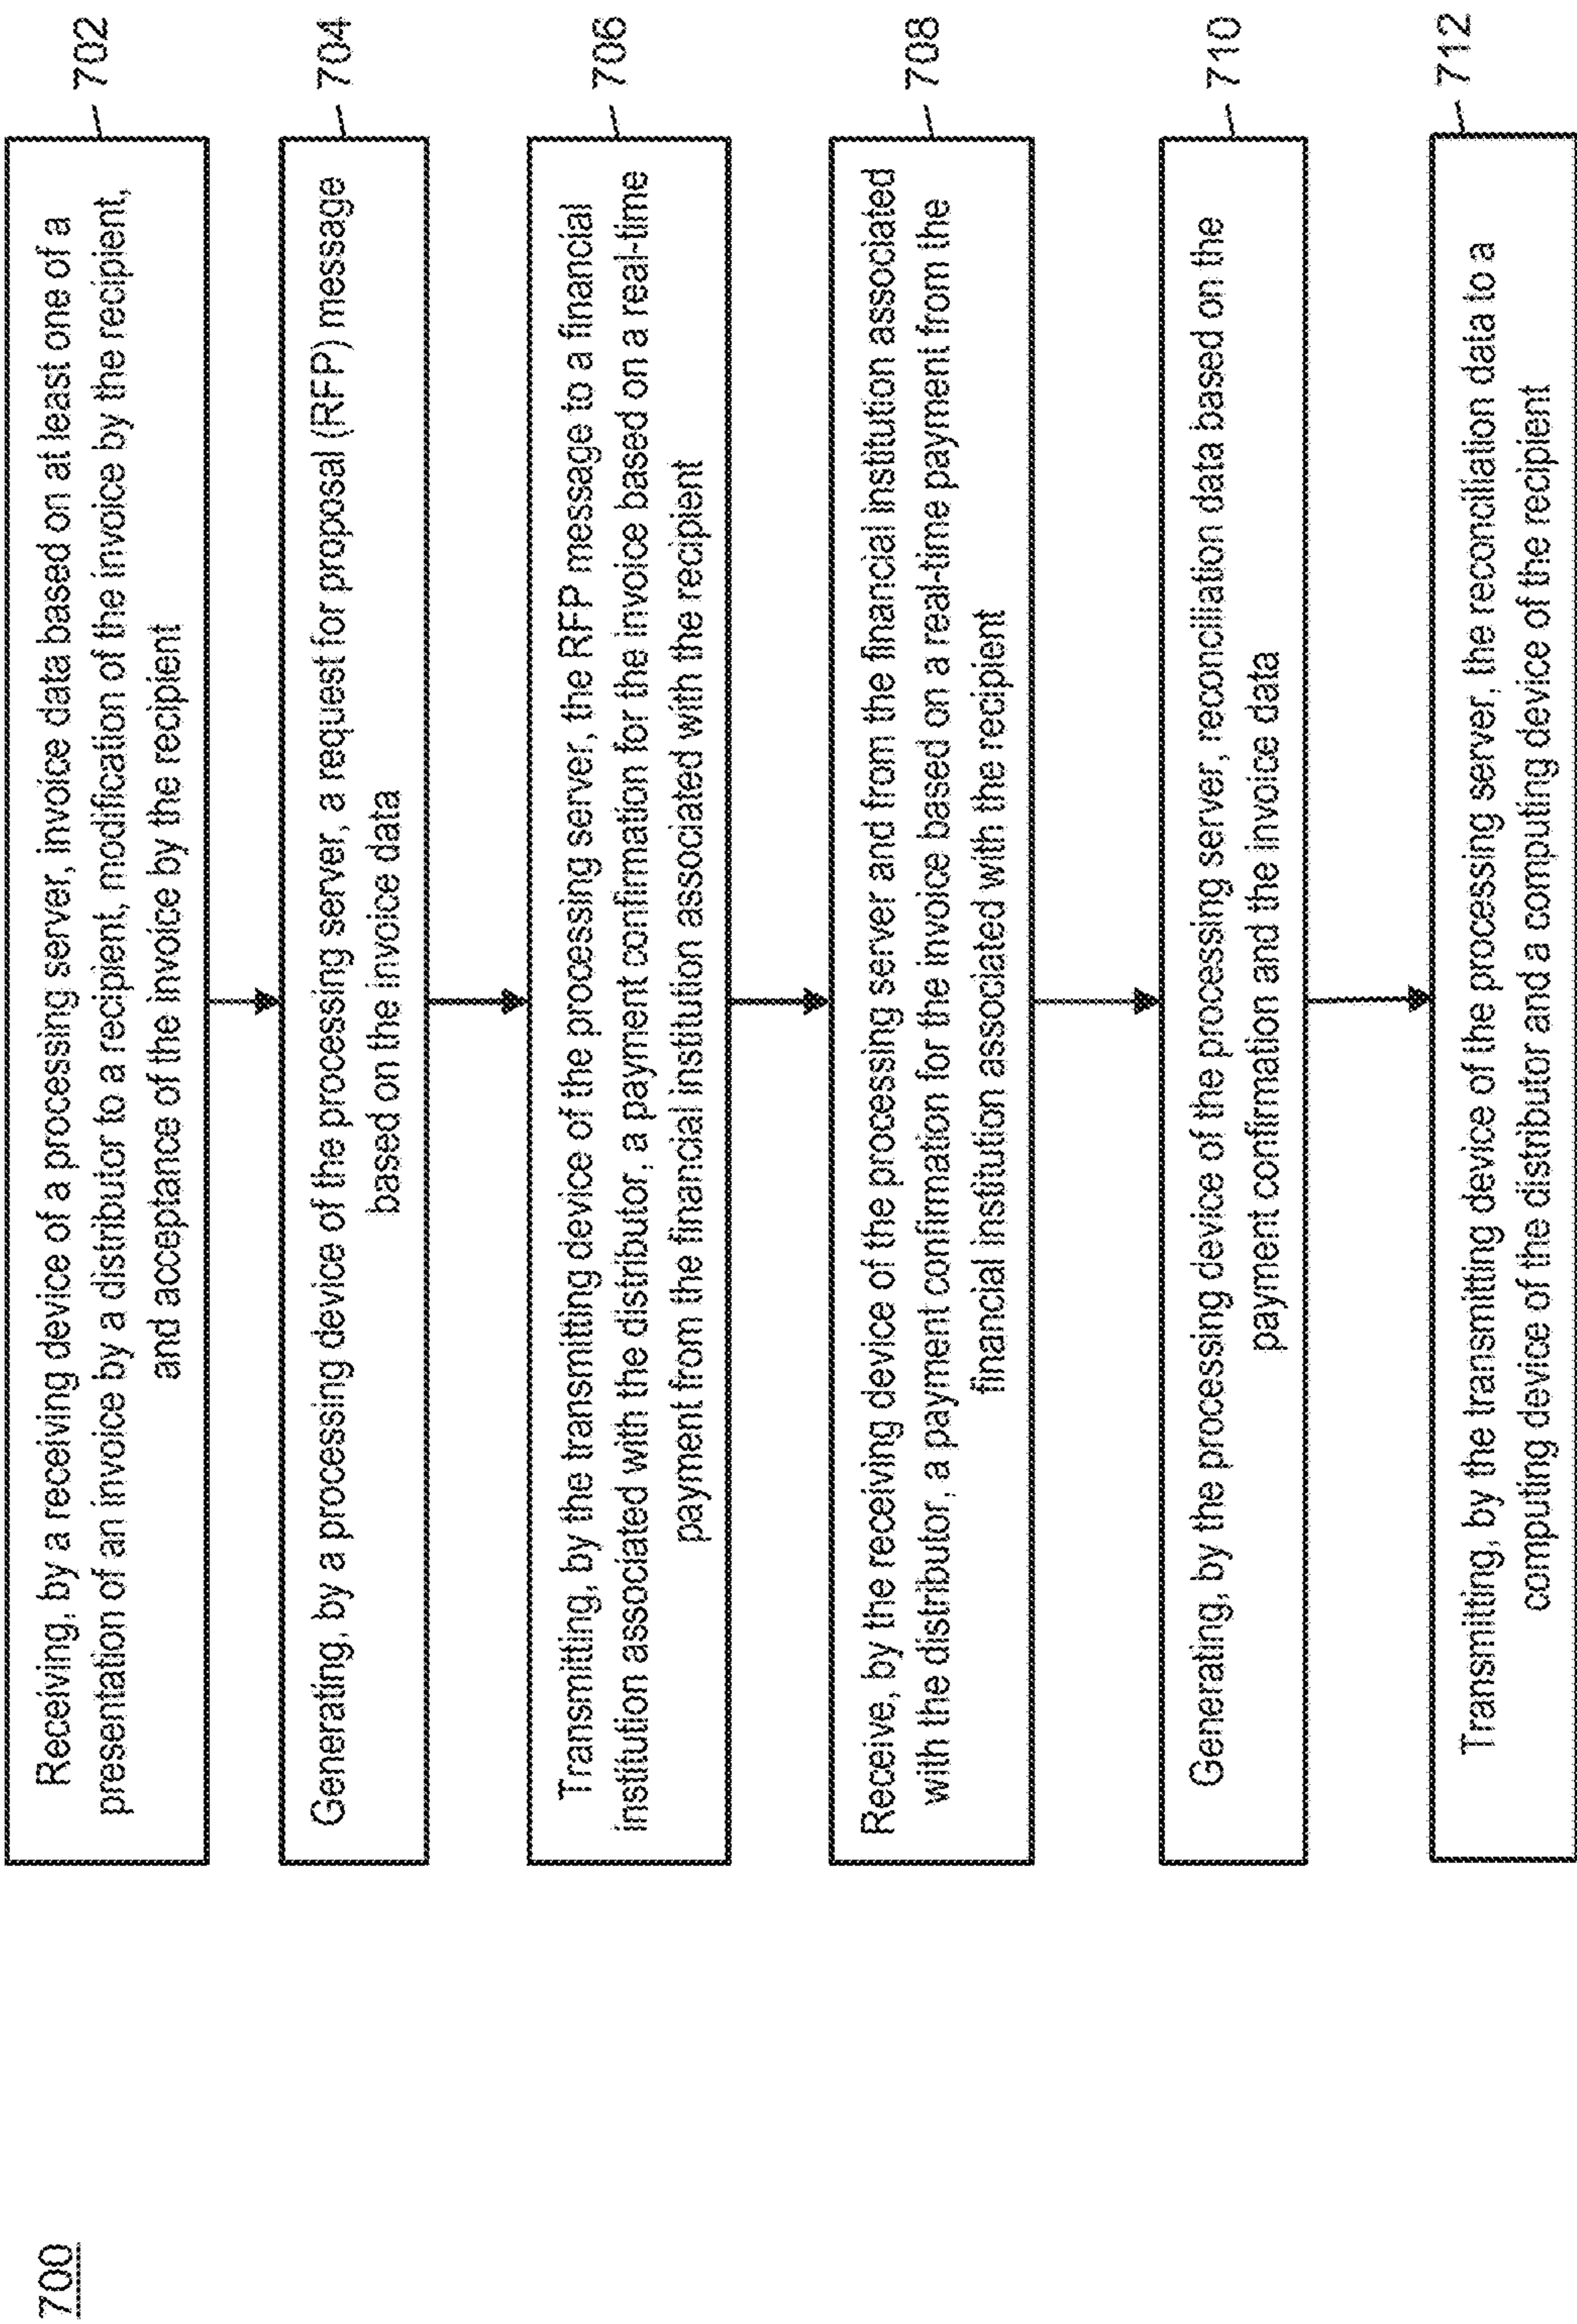 700
702
Receiving, by a receiving device of a processing server, invoice data based on at least one of a
presentation of an invoice by a distributor to a recipient, modification of the invoice by the recipient,
and acceptance of the invoice by the recipient
704
Generating, by a processing device of the processing server, a request for proposal (RFP) message
based on the invoice data
706
Transmitting, by the transmitting device of the processing server, the RFP message to a financial
institution associated with the distributor, a payment confirmation for the invoice based on a real-time
payment from the financial institution associated with the recipient
708
Receive, by the receiving device of the processing server and from the financial institution associated
with the distributor, a payment confirmation for the invoice based on a real-time payment from the
financial institution associated with the recipient
710
Generating, by the processing device of the processing server, reconciliation data based on the
payment confirmation and the invoice data
712
Transmitting, by the transmitting device of the processing server, the reconciliation data to a
computing device of the distributor and a computing device of the recipient